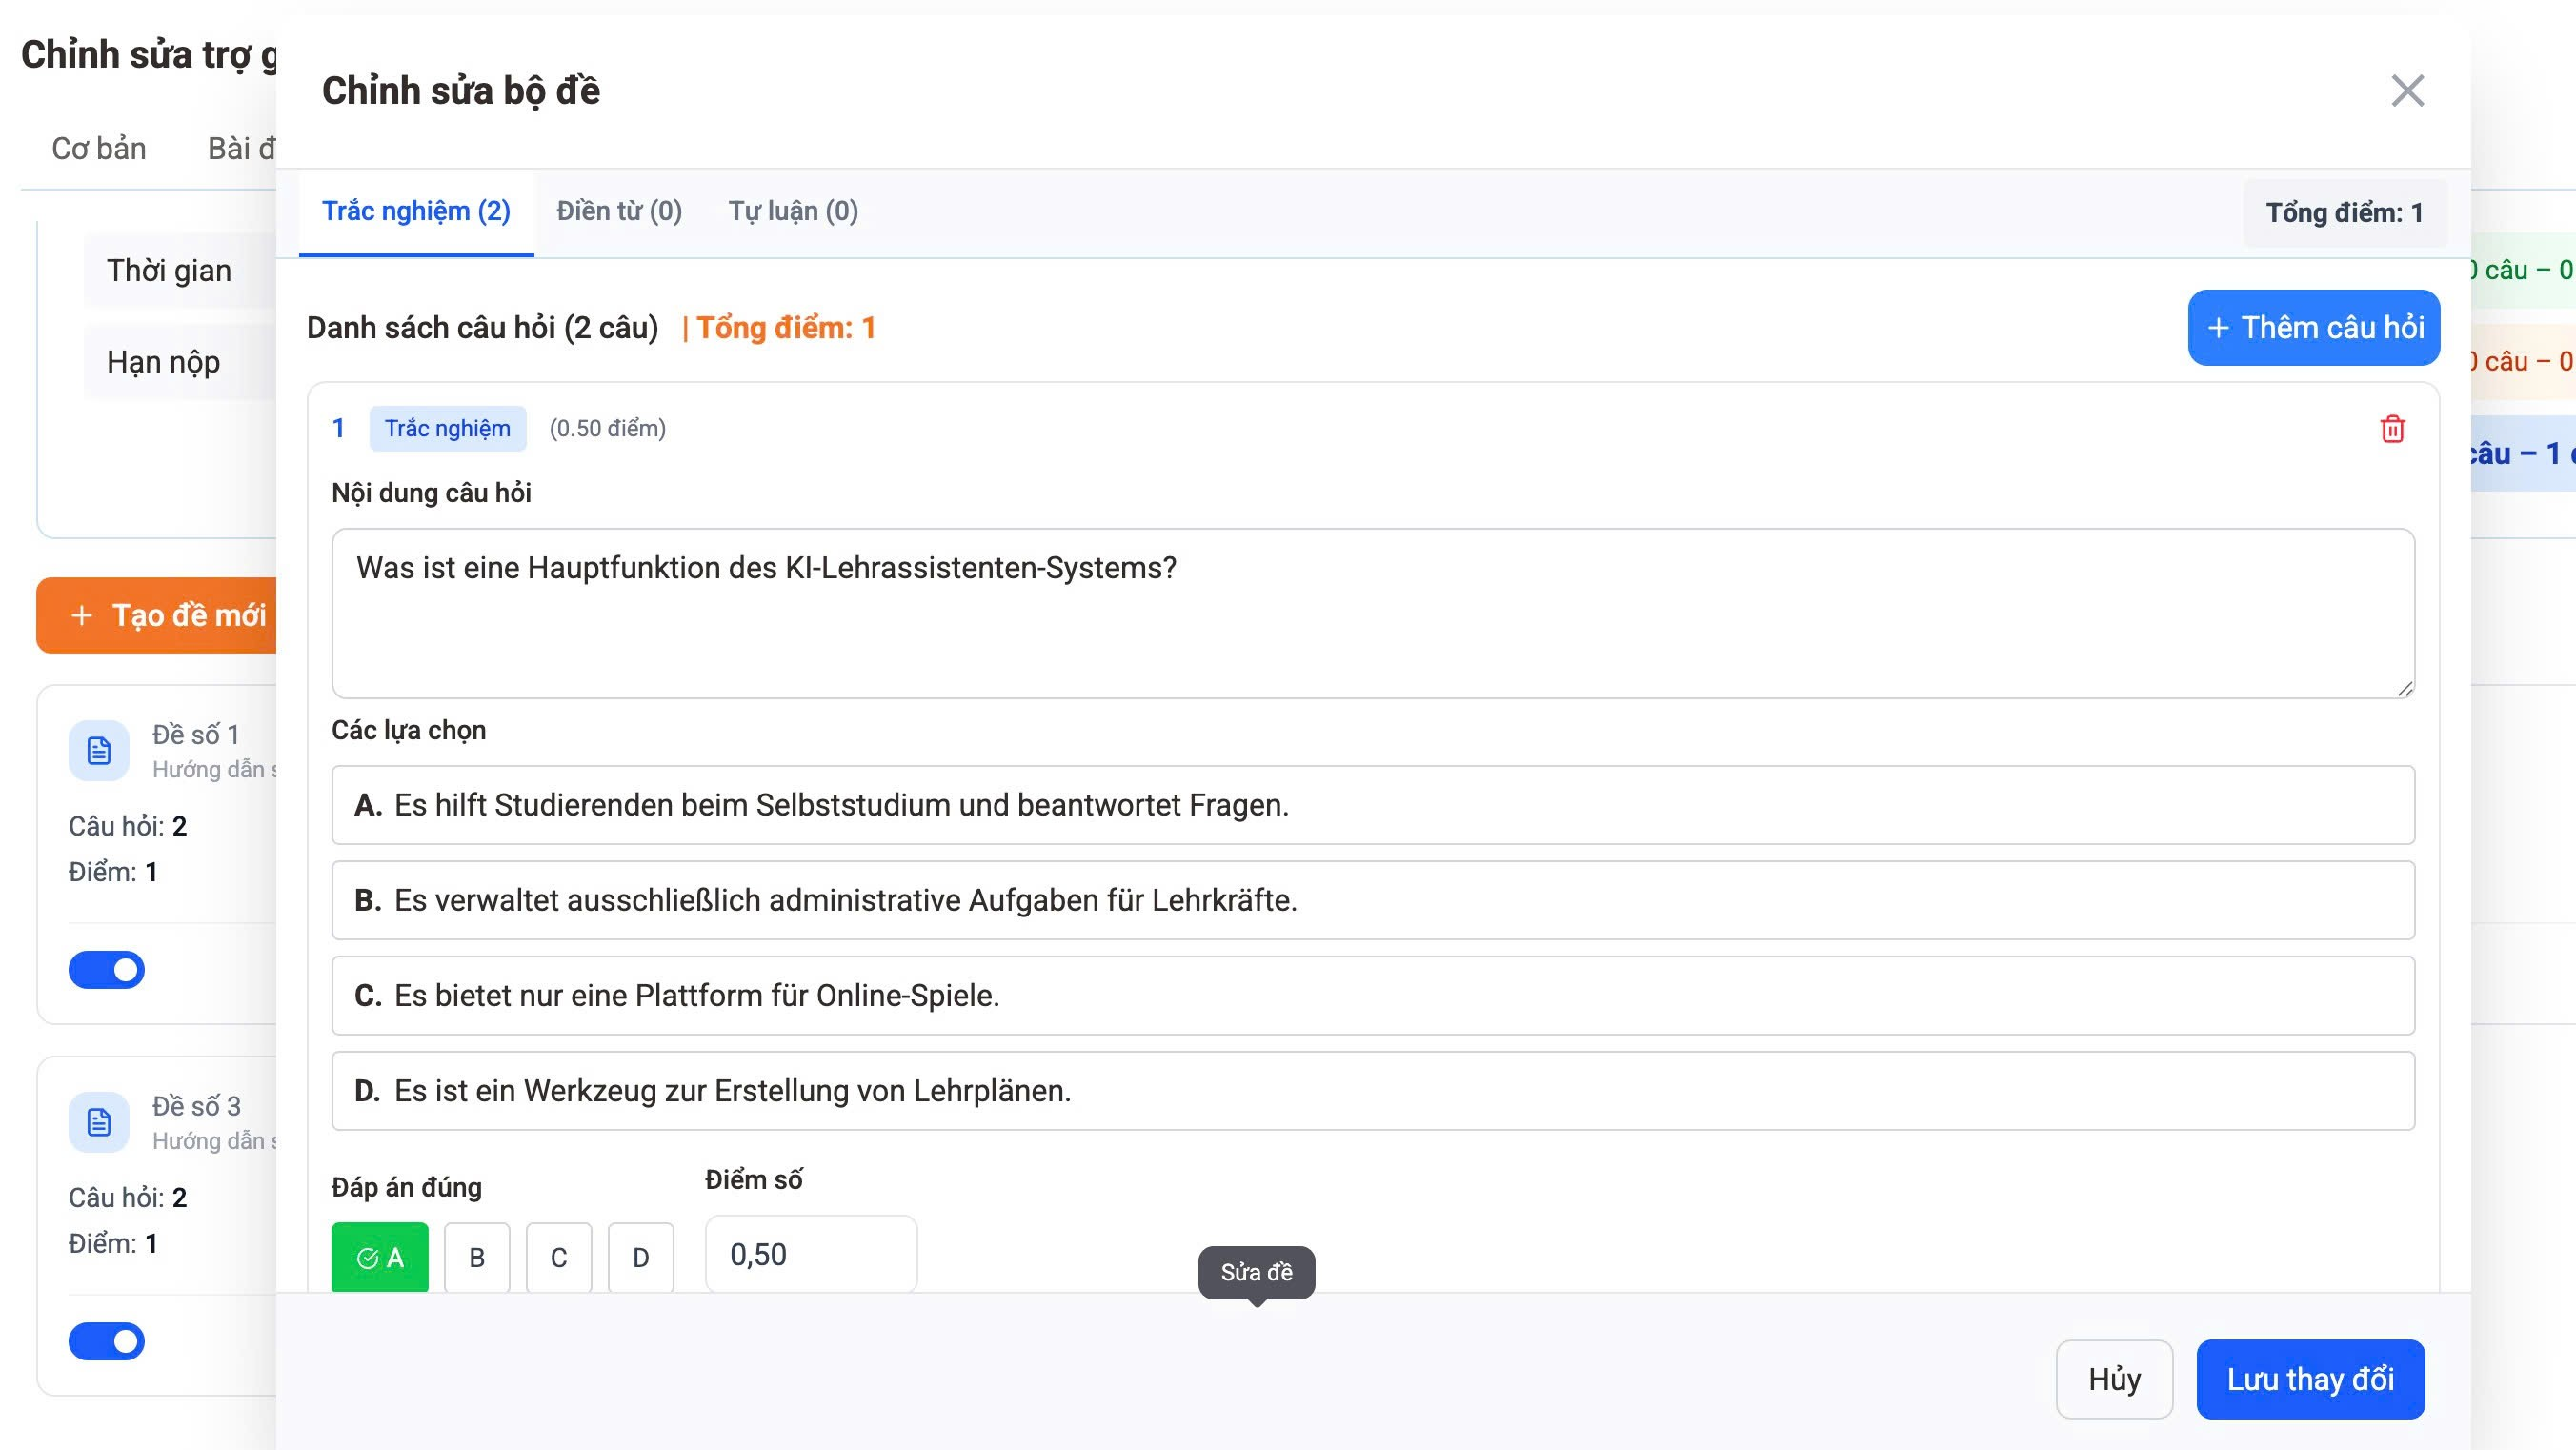 Chỉnh sửa trợ g
Cơ bản
Bài đ
Thời gian
Hạn nộp
Tạo đề mới
Đề số 1
Hướng dẫn s
Câu hỏi: 2
Điểm: 1
Đề số 3
Hướng dẫn s
Câu hỏi: 2
Điểm: 1
Chỉnh sửa bộ đề
Trắc nghiệm (2)
Điền từ (0)
Tự luận (0)
Tổng điểm: 1
Danh sách câu hỏi (2 câu) | Tổng điểm: 1
+ Thêm câu hỏi
1 Trắc nghiệm (0.50 điểm)
Nội dung câu hỏi
Was ist eine Hauptfunktion des KI-Lehrassistenten-Systems?
Các lựa chọn
A. Es hilft Studierenden beim Selbststudium und beantwortet Fragen.
B. Es verwaltet ausschließlich administrative Aufgaben für Lehrkräfte.
C. Es bietet nur eine Plattform für Online-Spiele.
D. Es ist ein Werkzeug zur Erstellung von Lehrplänen.
Đáp án đúng
A B C D
Điểm số
0,50
Sửa đề
Hủy
Lưu thay đổi
0 câu – 0
0 câu – 0
câu – 1